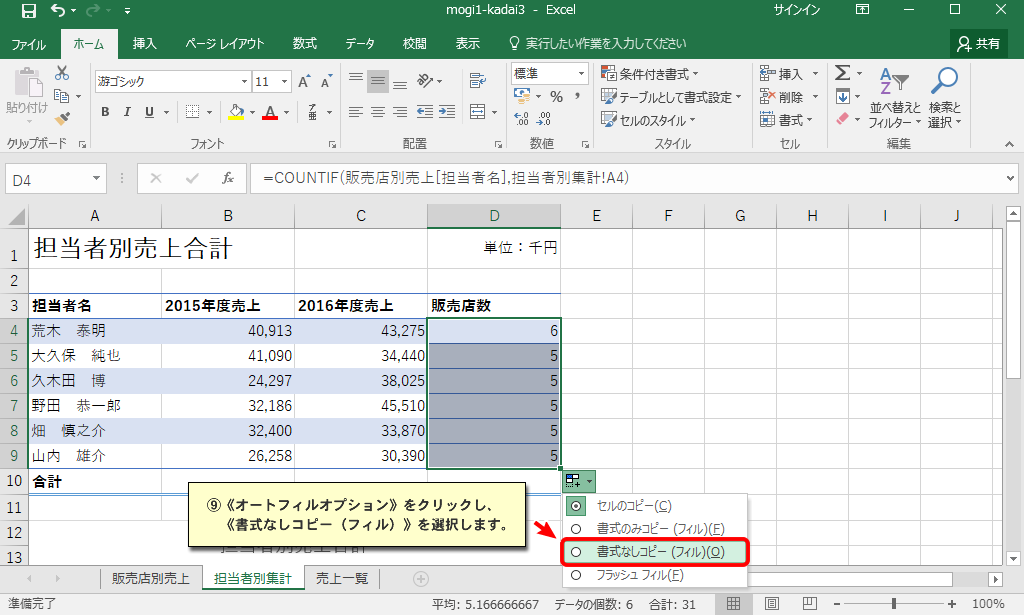 mogi1-kadai3 - Excel
サインイン
ファイル ホーム 挿入 ページ レイアウト 数式 データ 校閲 表示 実行したい作業を入力してください 共有
貼り付け
游ゴシック 11
B I U
標準
%
条件付き書式
テーブルとして書式設定
セルのスタイル
挿入
削除
書式
並べ替えと
フィルター
検索と
選択
クリップボード フォント 配置 数値 スタイル セル 編集
D4 fx =COUNTIF(販売店別売上[担当者名],担当者別集計!A4)
A B C D E F G H I J
1 担当者別売上合計 単位：千円
2
3 担当者名 2015年度売上 2016年度売上 販売店数
4 荒木　泰明 40,913 43,275 6
5 大久保　純也 41,090 34,440 5
6 久木田　博 24,297 38,025 5
7 野田　恭一郎 32,186 45,510 5
8 畑　慎之介 32,400 33,870 5
9 山内　雄介 26,258 30,390 5
10 合計
11
12
13 担当者別売上合計
⑨《オートフィルオプション》をクリックし、
《書式なしコピー（フィル）》を選択します。
セルのコピー(C)
書式のみコピー (フィル)(F)
書式なしコピー (フィル)(O)
フラッシュ フィル(F)
販売店別売上 担当者別集計 売上一覧
準備完了 平均: 5.166666667 データの個数: 6 合計: 31 100%